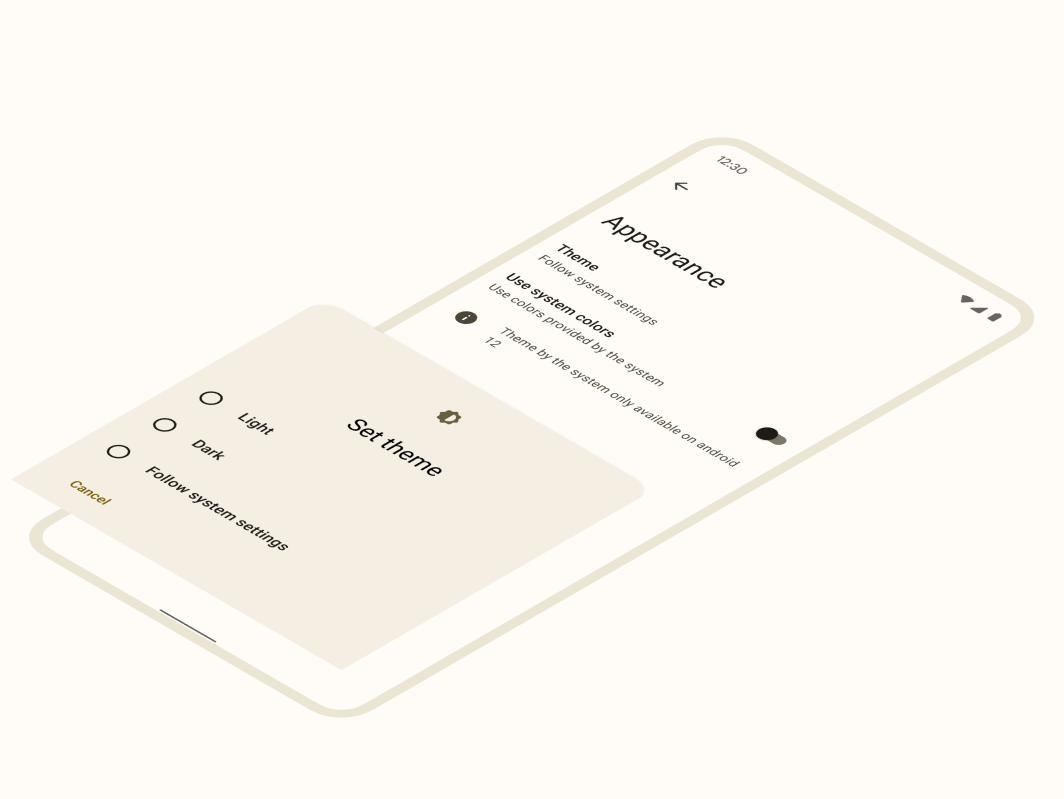 12:30
Appearance
Theme
Follow system settings
Use system colors
Use colors provided by the system
Theme by the system only available on android
12
Set theme
Light
Dark
Follow system settings
Cancel